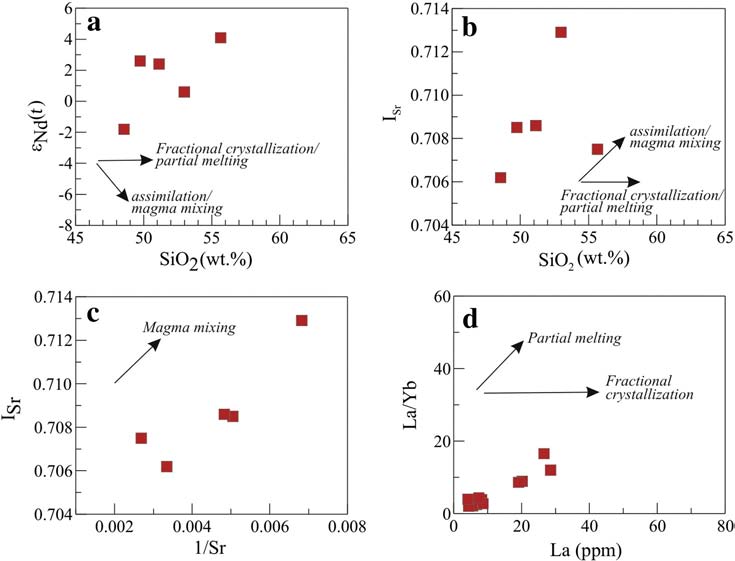 a
6
4
2
0
-2
-4
-6
-8
εNd(t)
Fractional crystallization/
partial melting
assimilation/
magma mixing
45 50 55 60 65
SiO2(wt.%)
b
0.714
0.711
0.709
0.706
0.704
ISr
assimilation/
magma mixing
Fractional crystallization/
partial melting
45 50 55 60 65
SiO2 (wt.%)
c
0.714
0.712
0.710
0.708
0.706
0.704
ISr
Magma mixing
0.002 0.004 0.006 0.008
1/Sr
d
60
40
20
0
La/Yb
Partial melting
Fractional
crystallization
0 20 40 60 80
La (ppm)